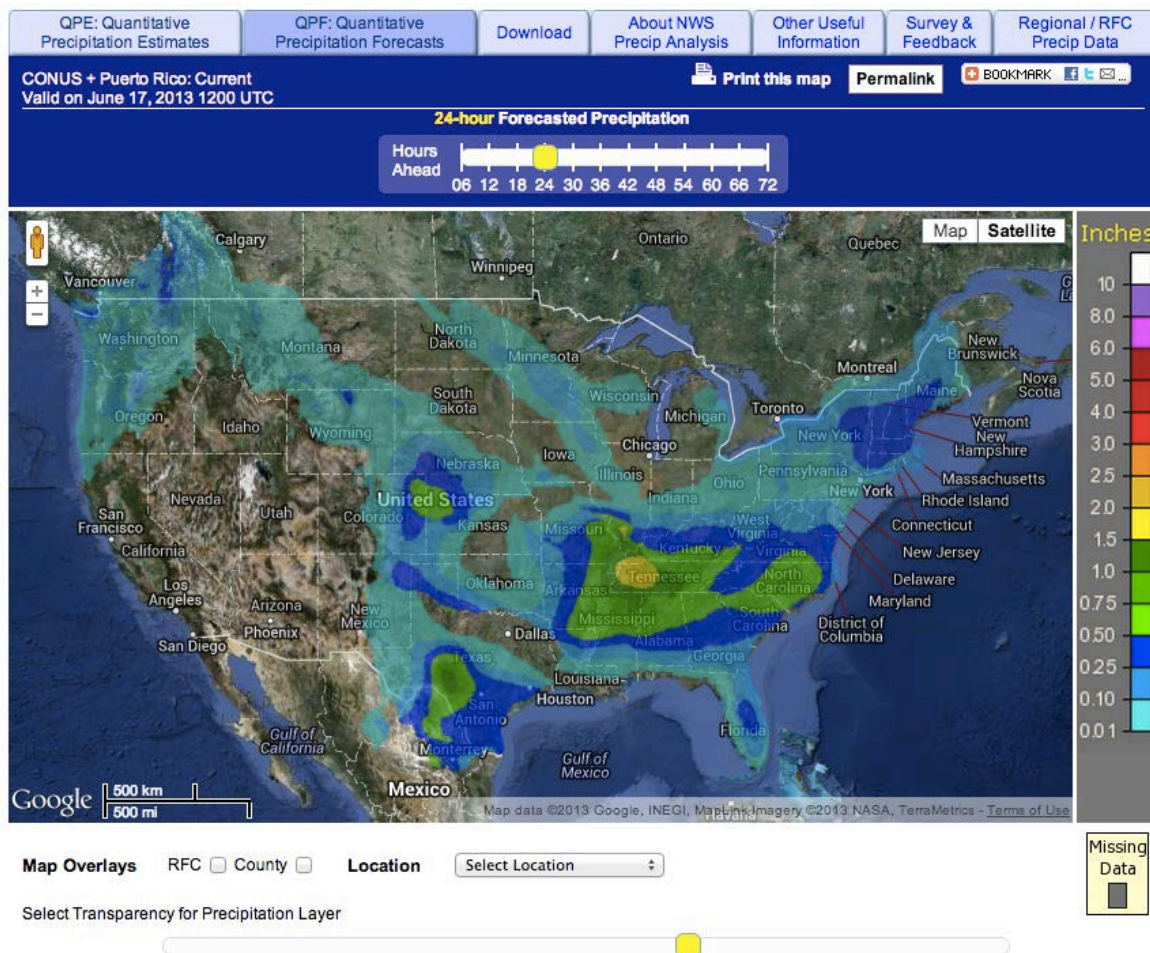 QPE: Quantitative
Precipitation Estimates
QPF: Quantitative
Precipitation Forecasts
Download
About NWS
Precip Analysis
Other Useful
Information
Survey &
Feedback
Regional / RFC
Precip Data
CONUS + Puerto Rico: Current
Valid on June 17, 2013 1200 UTC
Print this map
Permalink
BOOKMARK
24-hour Forecasted Precipitation
Hours
Ahead
06 12 18 24 30 36 42 48 54 60 66 72
Map
Satellite
Inches
10
8.0
6.0
5.0
4.0
3.0
2.5
2.0
1.5
1.0
0.75
0.50
0.25
0.10
0.01
Calgary
Ontario
Quebec
Winnipeg
Vancouver
Washington
Montana
North
Dakota
Minnesota
Montreal
New
Brunswick
Nova
Scotia
Maine
Oregon
Idaho
Wyoming
South
Dakota
Wisconsin
Michigan
Toronto
New York
Vermont
New
Hampshire
Massachusetts
Rhode Island
Connecticut
New Jersey
Delaware
Maryland
District of
Columbia
Chicago
Iowa
Nebraska
Illinois
Indiana
Ohio
Pennsylvania
New York
Nevada
Utah
Colorado
United States
Kansas
Missouri
West
Virginia
Kentucky
Virginia
San
Francisco
California
Los
Angeles
San Diego
Arizona
Phoenix
New
Mexico
Oklahoma
Arkansas
Tennessee
North
Carolina
Mississippi
Alabama
South
Carolina
Georgia
Dallas
Texas
Louisiana
Houston
San
Antonio
Florida
Monterrey
Gulf of
California
Gulf of
Mexico
Mexico
Havana
Google
500 km
500 mi
Map data ©2013 Google, INEGI, MapLink Imagery ©2013 NASA, TerraMetrics - Terms of Use
Map Overlays RFC County Location Select Location
Missing
Data
Select Transparency for Precipitation Layer